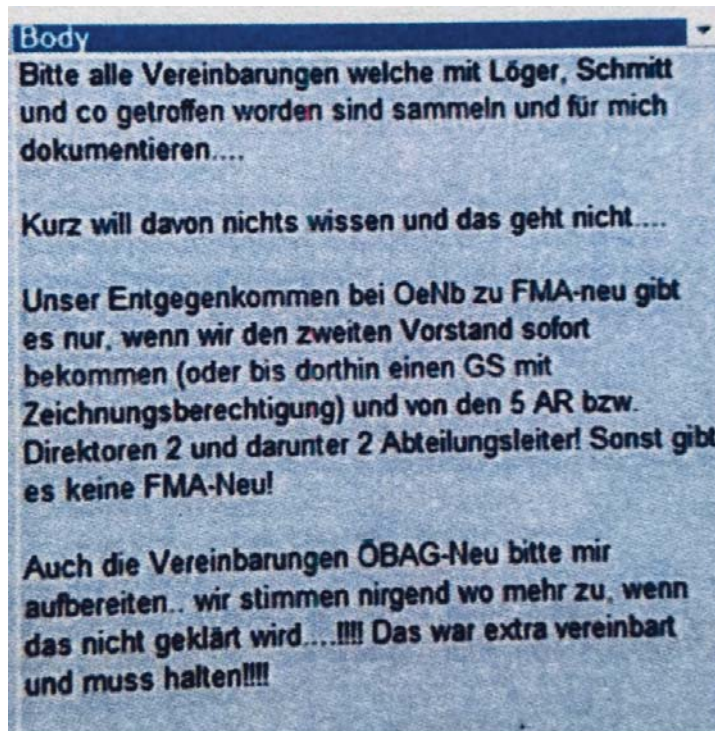 Body
Bitte alle Vereinbarungen welche mit Löger, Schmitt
und co getroffen worden sind sammeln und für mich
dokumentieren....
Kurz will davon nichts wissen und das geht nicht....
Unser Entgegenkommen bei OeNb zu FMA-neu gibt
es nur, wenn wir den zweiten Vorstand sofort
bekommen (oder bis dorthin einen GS mit
Zeichnungsberechtigung) und von den 5 AR bzw.
Direktoren 2 und darunter 2 Abteilungsleiter! Sonst gibt
es keine FMA-Neu!
Auch die Vereinbarungen ÖBAG-Neu bitte mir
aufbereiten.. wir stimmen nirgend wo mehr zu, wenn
das nicht geklärt wird....!!!! Das war extra vereinbart
und muss halten!!!!